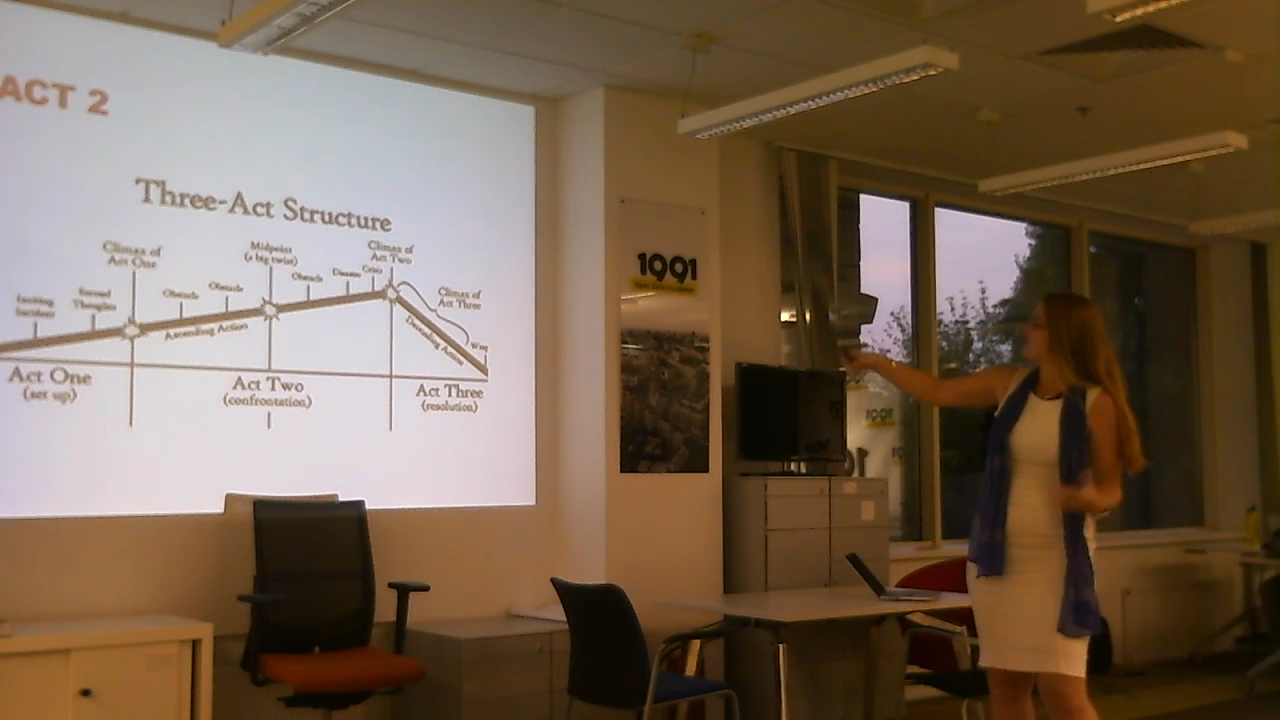 ACT 2
Three-Act Structure
Climax of
Act One
Midpoint
(a big twist)
Climax of
Act Two
Inciting
Incident
Second
Thoughts
Obstacle
Obstacle
Obstacle
Disaster
Crisis
Climax of
Act Three
Ascending Action
Descending Action
Act One
(set up)
Act Two
(confrontation)
Act Three
(resolution)
1991
1991